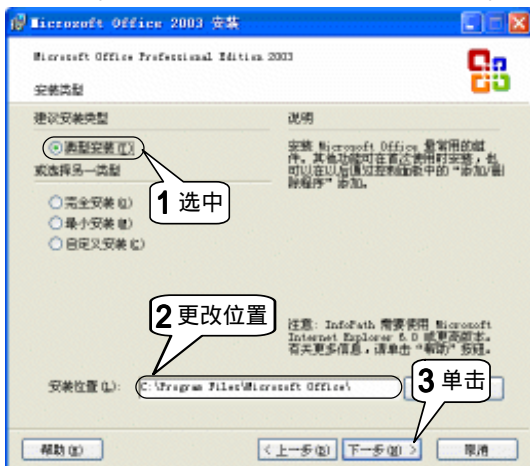 Microsoft Office 2003 安装
Microsoft Office Professional Edition 2003
安装类型
建议安装类型
典型安装(T)
或选择另一类型
完全安装
最小安装(M)
自定义安装(C)
说明
安装 Microsoft Office 最常用的组
件。其他功能可在首次使用时安装，也
可以在以后通过控制面板中的“添加/删
除程序”添加。
1 选中
2 更改位置
注意: InfoPath 需要使用 Microsoft
Internet Explorer 6.0 或更高版本。
有关更多信息，请单击“帮助”按钮。
3 单击
安装位置(L):
C:\Program Files\Microsoft Office\
帮助(H)
< 上一步(B)
下一步(N) >
取消